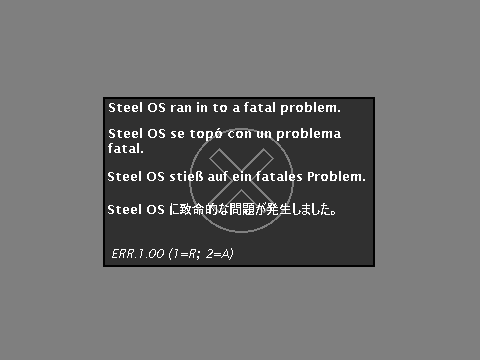 Steel OS ran in to a fatal problem.
Steel OS se topó con un problema
fatal.
Steel OS stieß auf ein fatales Problem.
Steel OS に致命的な問題が発生しました。
ERR.1.00 (1=R; 2=A)